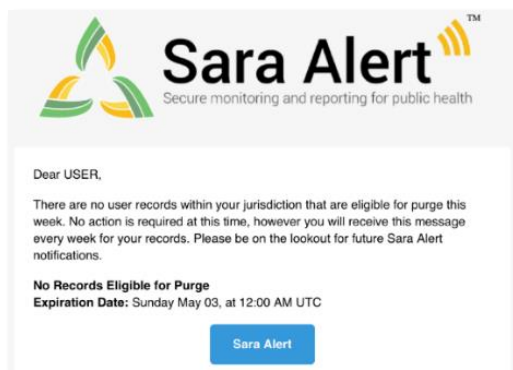 Sara Alert™
Secure monitoring and reporting for public health
Dear USER,
There are no user records within your jurisdiction that are eligible for purge this
week. No action is required at this time, however you will receive this message
every week for your records. Please be on the lookout for future Sara Alert
notifications.
No Records Eligible for Purge
Expiration Date: Sunday May 03, at 12:00 AM UTC
Sara Alert